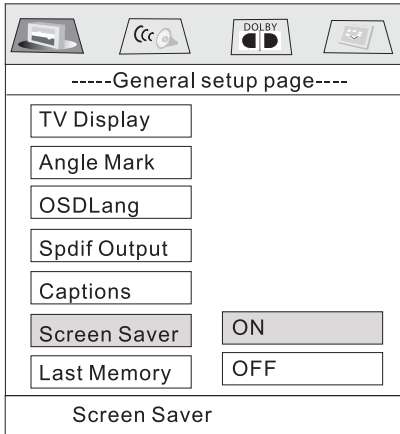 DOLBY
-----General setup page----
TV Display
Angle Mark
OSDLang
Spdif Output
Captions
Screen Saver
ON
Last Memory
OFF
Screen Saver